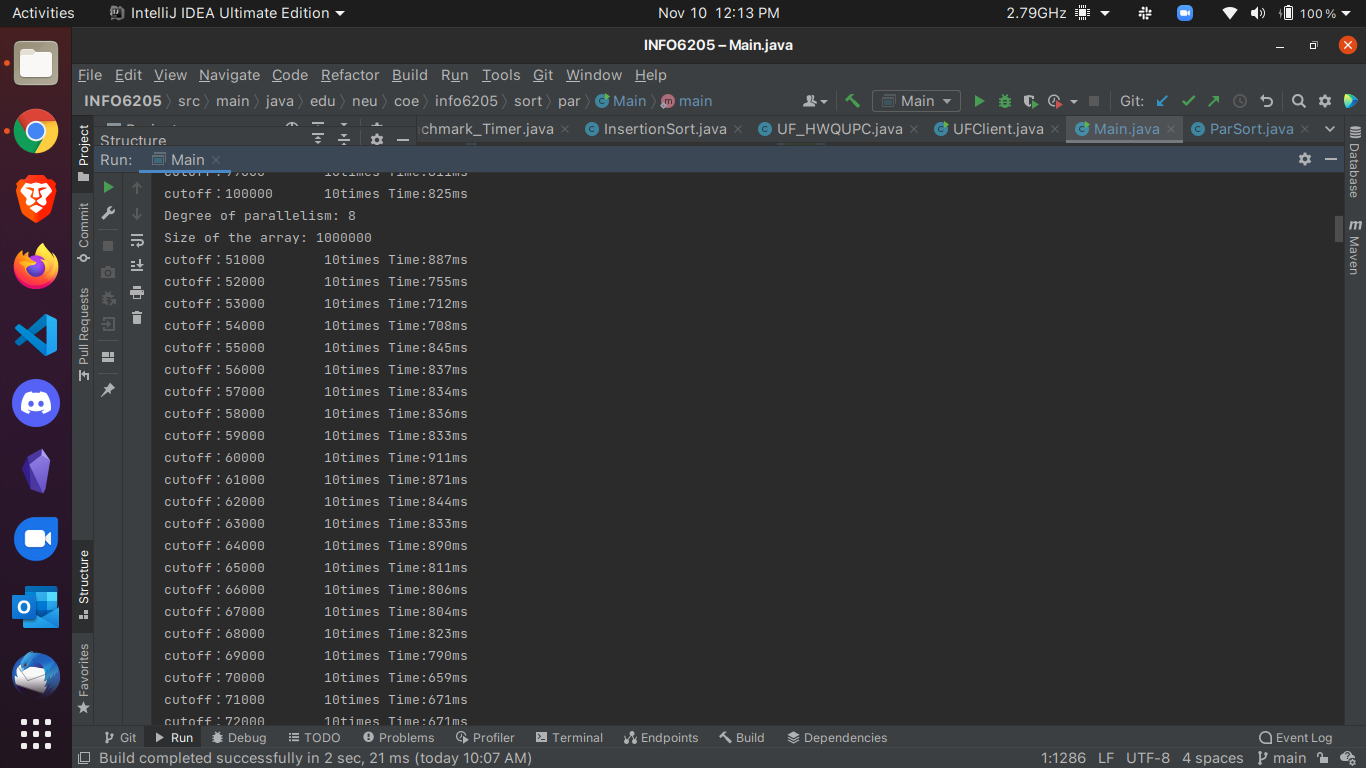 Activities IntelliJ IDEA Ultimate Edition Nov 10 12:13 PM 2.79GHz 100 %
INFO6205 – Main.java
File Edit View Navigate Code Refactor Build Run Tools Git Window Help
INFO6205 src main java edu neu coe info6205 sort par Main main Main Git:
chmark_Timer.java InsertionSort.java UF_HWQUPC.java UFClient.java Main.java ParSort.java
Structure
Run: Main
cutoff：100000 10times Time:825ms
Degree of parallelism: 8
Size of the array: 1000000
cutoff：51000 10times Time:887ms
cutoff：52000 10times Time:755ms
cutoff：53000 10times Time:712ms
cutoff：54000 10times Time:708ms
cutoff：55000 10times Time:845ms
cutoff：56000 10times Time:837ms
cutoff：57000 10times Time:834ms
cutoff：58000 10times Time:836ms
cutoff：59000 10times Time:833ms
cutoff：60000 10times Time:911ms
cutoff：61000 10times Time:871ms
cutoff：62000 10times Time:844ms
cutoff：63000 10times Time:833ms
cutoff：64000 10times Time:890ms
cutoff：65000 10times Time:811ms
cutoff：66000 10times Time:806ms
cutoff：67000 10times Time:804ms
cutoff：68000 10times Time:823ms
cutoff：69000 10times Time:790ms
cutoff：70000 10times Time:659ms
cutoff：71000 10times Time:671ms
cutoff：72000 10times Time:671ms
Project
Commit
Pull Requests
Structure
Favorites
Database
m Maven
Git Run Debug TODO Problems Profiler Terminal Endpoints Build Dependencies Event Log
Build completed successfully in 2 sec, 21 ms (today 10:07 AM) 1:1286 LF UTF-8 4 spaces main